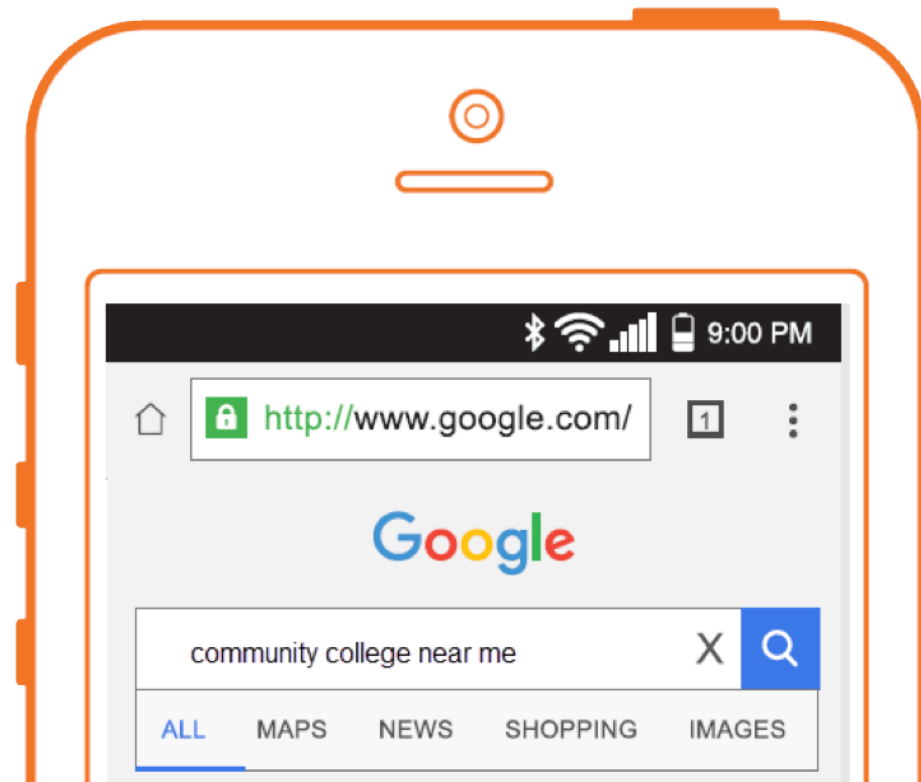 9:00 PM
http://www.google.com/ 1
Google
community college near me X
ALL MAPS NEWS SHOPPING IMAGES